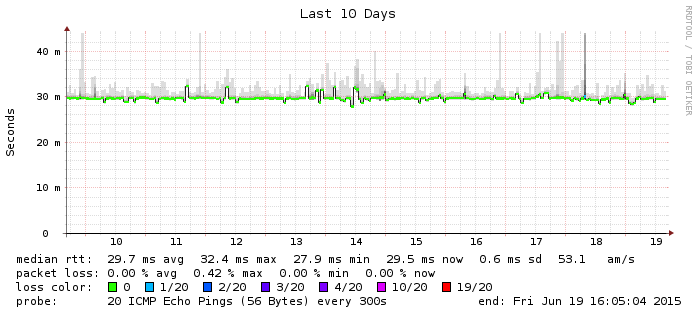 Last 10 Days
RRDTOOL / TOBI OETIKER
Seconds
40 m
30 m
20 m
10 m
0
10 11 12 13 14 15 16 17 18 19
median rtt: 29.7 ms avg 32.4 ms max 27.9 ms min 29.5 ms now 0.6 ms sd 53.1 am/s
packet loss: 0.00 % avg 0.42 % max 0.00 % min 0.00 % now
loss color: 0 1/20 2/20 3/20 4/20 10/20 19/20
probe: 20 ICMP Echo Pings (56 Bytes) every 300s end: Fri Jun 19 16:05:04 2015